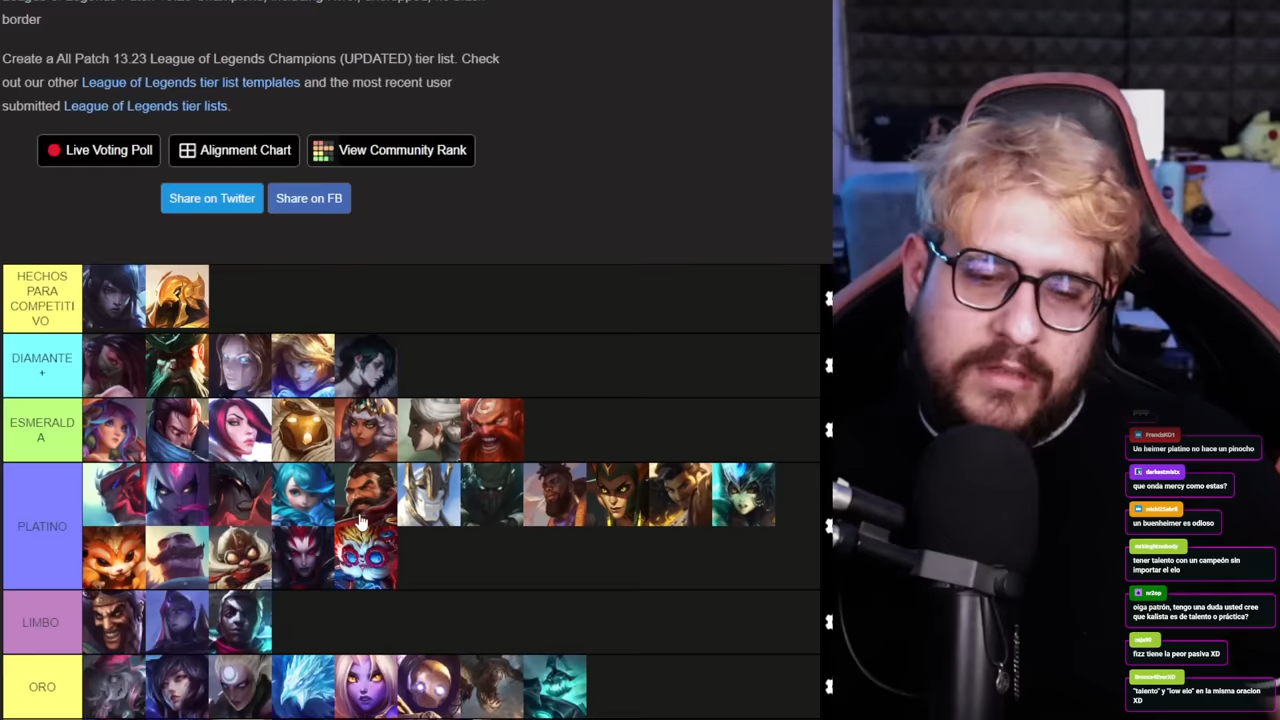 border
Create a All Patch 13.23 League of Legends Champions (UPDATED) tier list. Check
out our other League of Legends tier list templates and the most recent user
submitted League of Legends tier lists.
Live Voting Poll
Alignment Chart
View Community Rank
Share on Twitter
Share on FB
HECHOS
PARA
COMPETITI
VO
DIAMANTE
+
ESMERALD
A
PLATINO
LIMBO
ORO
Un heimer platino no hace un pinocho
darkestmistx
que onda mercy como estas?
un buenheimer es odioso
tener talento con un campeón sin
importar el elo
nr2op
oiga patrón, tengo una duda usted cree
que kalista es de talento o práctica?
fizz tiene la peor pasiva XD
"talento" y "low elo" en la misma oracion
XD